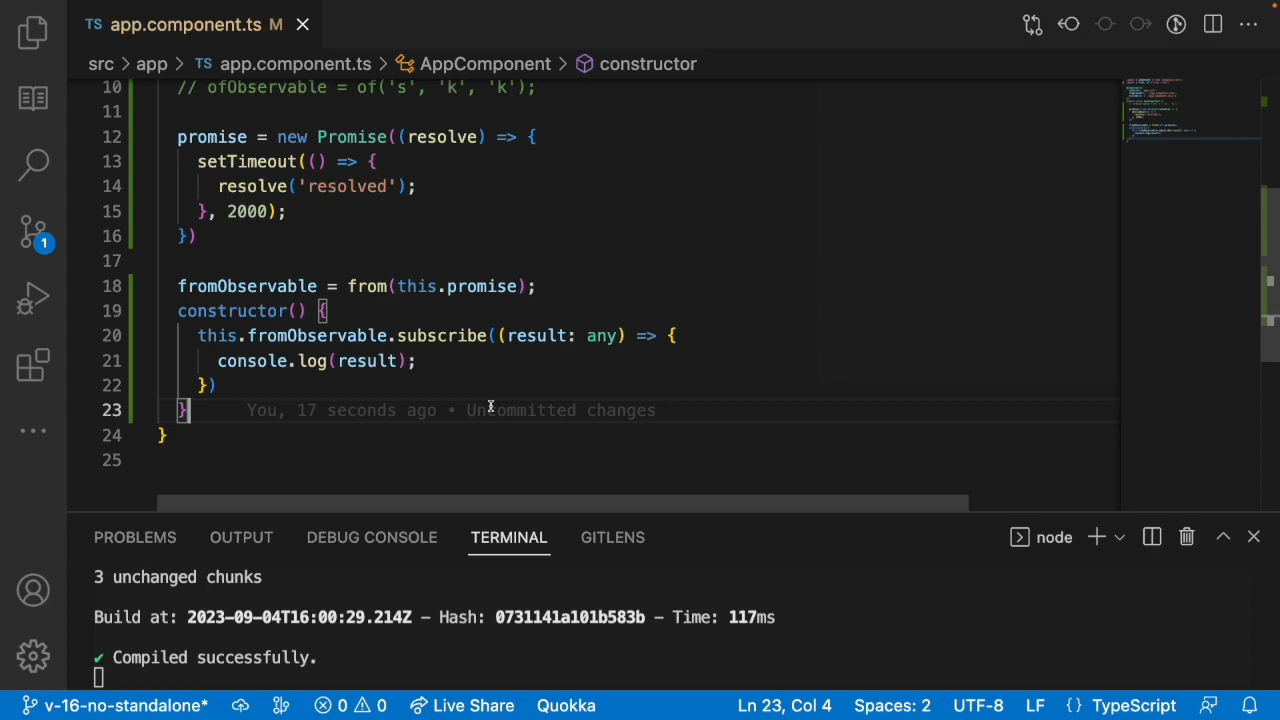 TS app.component.ts M
src > app > TS app.component.ts > AppComponent > constructor
10 // ofObservable = of('s', 'k', 'k');
11
12 promise = new Promise((resolve) => {
13 setTimeout(() => {
14 resolve('resolved');
15 }, 2000);
16 })
17
18 fromObservable = from(this.promise);
19 constructor() {
20 this.fromObservable.subscribe((result: any) => {
21 console.log(result);
22 })
23 } You, 17 seconds ago • Uncommitted changes
24 }
25
1
PROBLEMS OUTPUT DEBUG CONSOLE TERMINAL GITLENS node
3 unchanged chunks
Build at: 2023-09-04T16:00:29.214Z - Hash: 0731141a101b583b - Time: 117ms
✔ Compiled successfully.
v-16-no-standalone* 0 0 Live Share Quokka Ln 23, Col 4 Spaces: 2 UTF-8 LF {} TypeScript